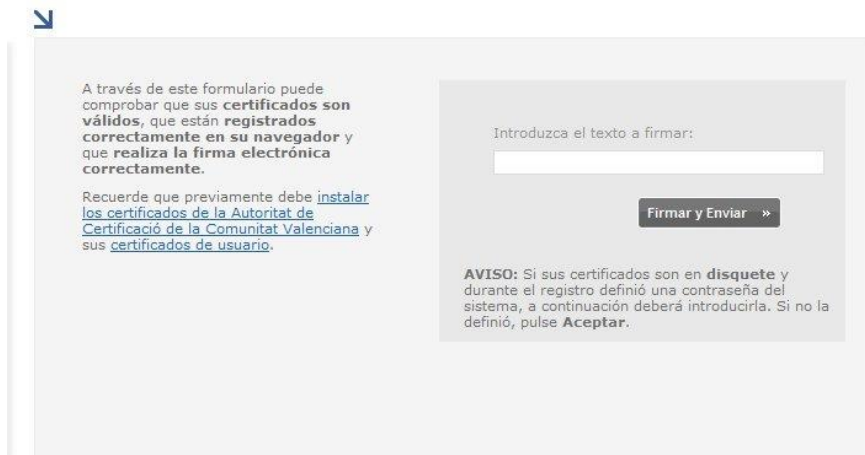 A través de este formulario puede
comprobar que sus certificados son
válidos, que están registrados
correctamente en su navegador y
que realiza la firma electrónica
correctamente.
Recuerde que previamente debe instalar
los certificados de la Autoritat de
Certificació de la Comunitat Valenciana y
sus certificados de usuario.
Introduzca el texto a firmar:
Firmar y Enviar »
AVISO: Si sus certificados son en disquete y
durante el registro definió una contraseña del
sistema, a continuación deberá introducirla. Si no la
definió, pulse Aceptar.